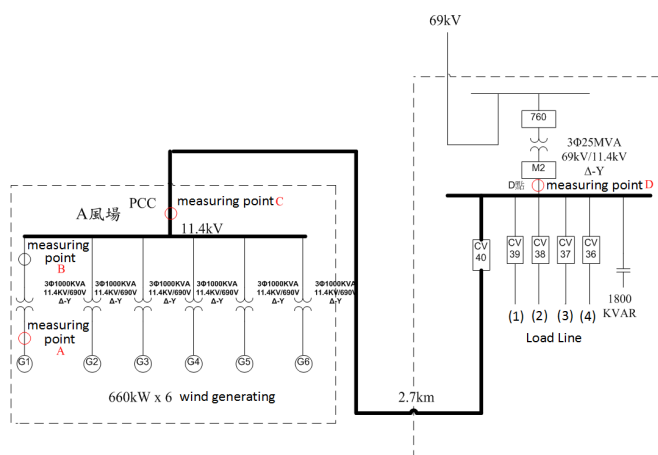 69kV
760
3Φ25MVA
69kV/11.4kV
Δ-Y
M2
D點
measuring point D
PCC
measuring point C
A風場
11.4kV
measuring
point
B
CV
40
CV
39
CV
38
CV
37
CV
36
3Φ1000KVA
11.4KV/690V
Δ-Y
3Φ1000KVA
11.4KV/690V
Δ-Y
3Φ1000KVA
11.4KV/690V
Δ-Y
3Φ1000KVA
11.4KV/690V
Δ-Y
3Φ1000KVA
11.4KV/690V
Δ-Y
3Φ1000KVA
11.4KV/690V
Δ-Y
1800
KVAR
(1) (2) (3) (4)
Load Line
measuring
point
A
G1 G2 G3 G4 G5 G6
660kW x 6 wind generating
2.7km